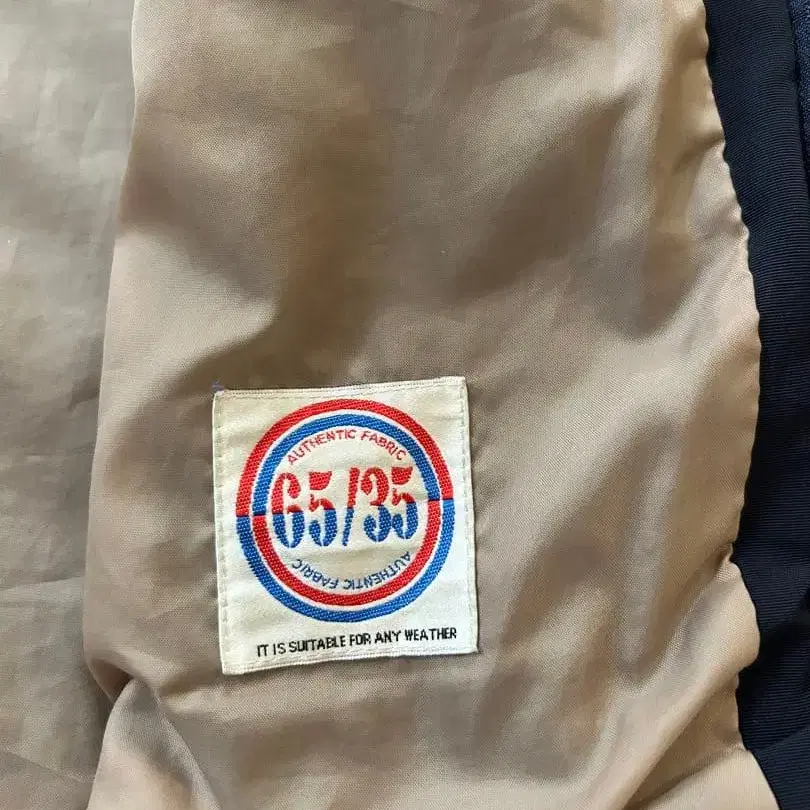 AUTHENTIC FABRIC
65/35
AUTHENTIC FABRIC
IT IS SUITABLE FOR ANY WEATHER